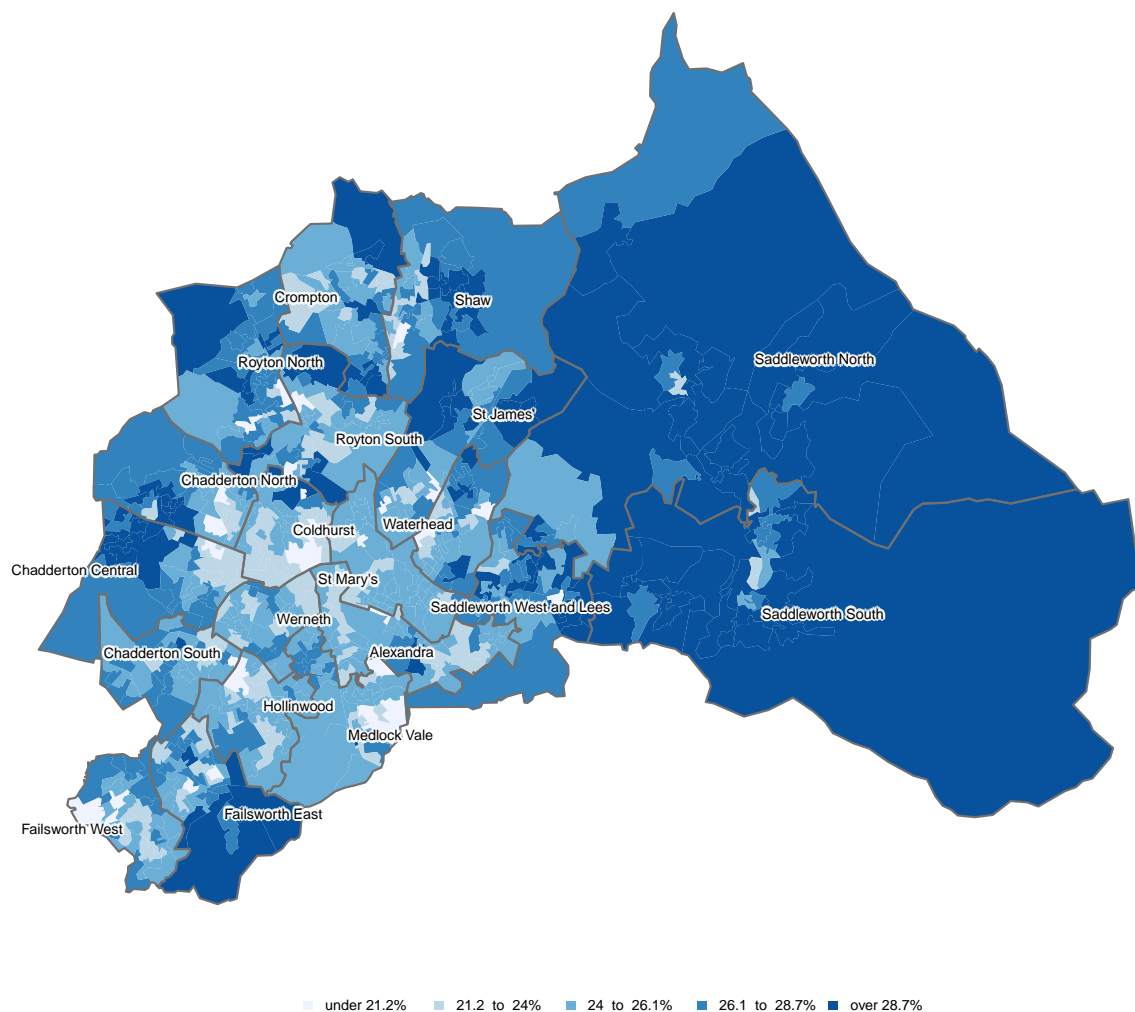 Crompton
Shaw
Royton North
Saddleworth North
St James'
Royton South
Chadderton North
Waterhead
Coldhurst
Chadderton Central
St Mary's
Saddleworth West and Lees
Saddleworth South
Werneth
Chadderton South
Alexandra
Hollinwood
Medlock Vale
Failsworth East
Failsworth West
under 21.2% 21.2 to 24% 24 to 26.1% 26.1 to 28.7% over 28.7%